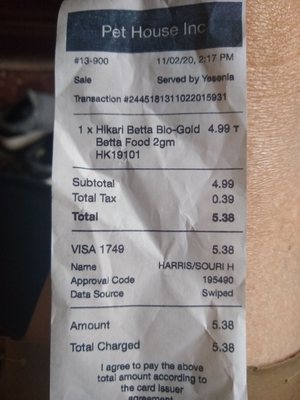 Pet House Inc
#13-900 11/02/20, 2:17 PM
Sale Served by Yesenia
Transaction #2445181311022015931
1 x Hikari Betta Bio-Gold 4.99 T
Betta Food 2gm
HK19101
Subtotal 4.99
Total Tax 0.39
Total 5.38
VISA 1749 5.38
Name HARRIS/SOURI H
Approval Code 195490
Data Source Swiped
Amount 5.38
Total Charged 5.38
I agree to pay the above
total amount according to
the card issuer
agreement